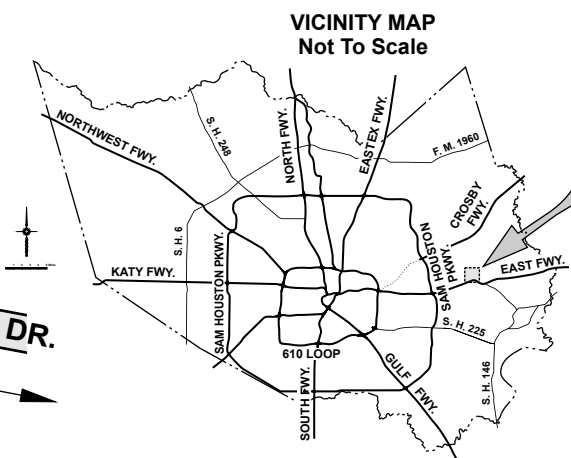 VICINITY MAP
Not To Scale
NORTHWEST FWY.
S. H. 248
NORTH FWY.
EASTEX FWY.
F. M. 1960
CROSBY
FWY.
S. H. 6
SAM HOUSTON PKWY.
SAM HOUSTON
PKWY.
KATY FWY.
EAST FWY.
S. H. 225
DR.
610 LOOP
GULF FWY.
S. H. 146
SOUTH FWY.